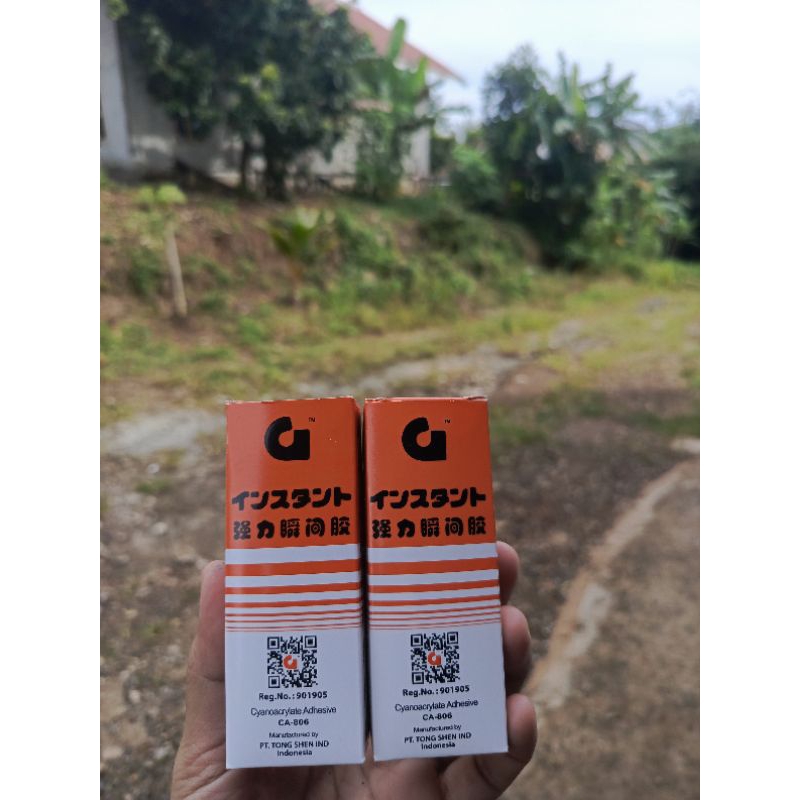 G™
インスタント
强力瞬间胶
Reg.No.:901905
Cyanoacrylate Adhesive
CA-806
Manufactured by
PT. TONG SHEN IND
Indonesia
G™
インスタント
强力瞬间胶
Reg.No.:901905
Cyanoacrylate Adhesive
CA-806
Manufactured by
PT. TONG SHEN IND
Indonesia